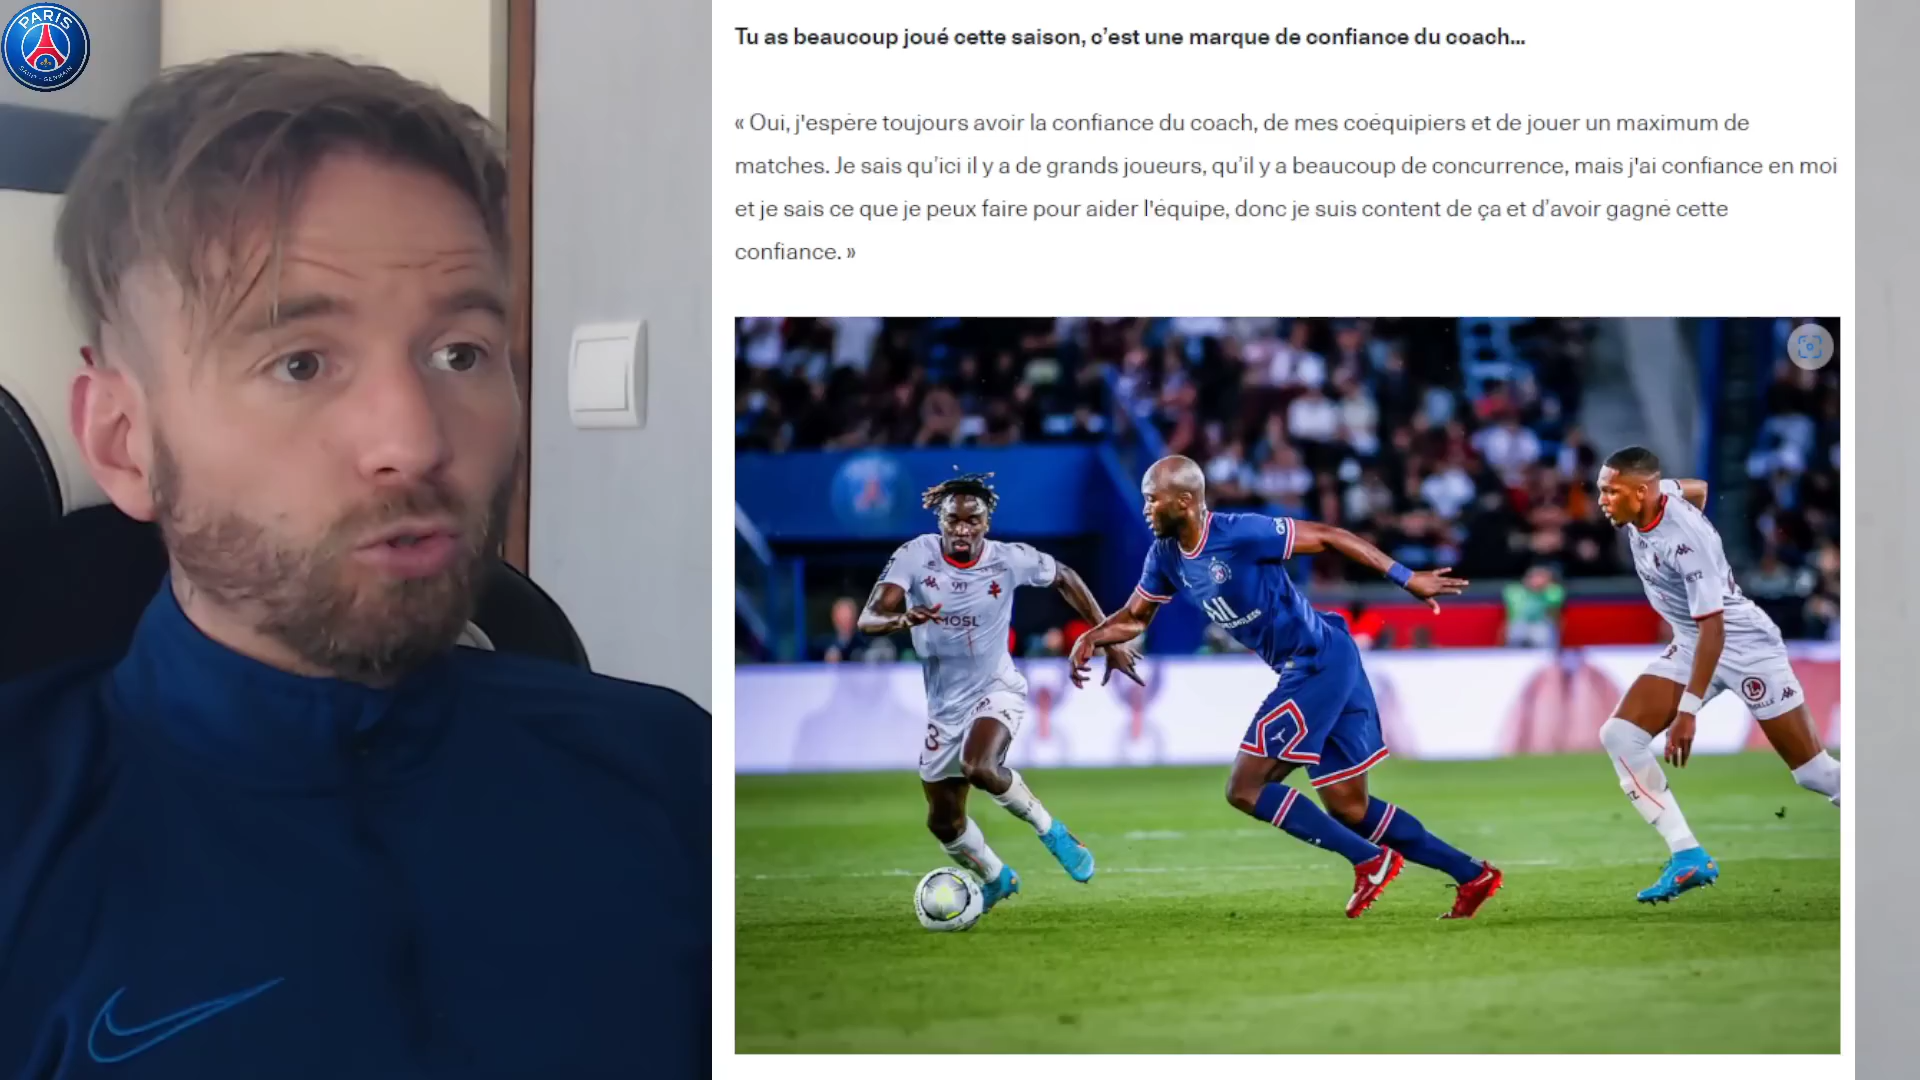 PARIS
SAINT-GERMAIN
Tu as beaucoup joué cette saison, c’est une marque de confiance du coach...
« Oui, j'espère toujours avoir la confiance du coach, de mes coéquipiers et de jouer un maximum de
matches. Je sais qu’ici il y a de grands joueurs, qu’il y a beaucoup de concurrence, mais j'ai confiance en moi
et je sais ce que je peux faire pour aider l'équipe, donc je suis content de ça et d’avoir gagné cette
confiance. »
MOSL
ALL
3